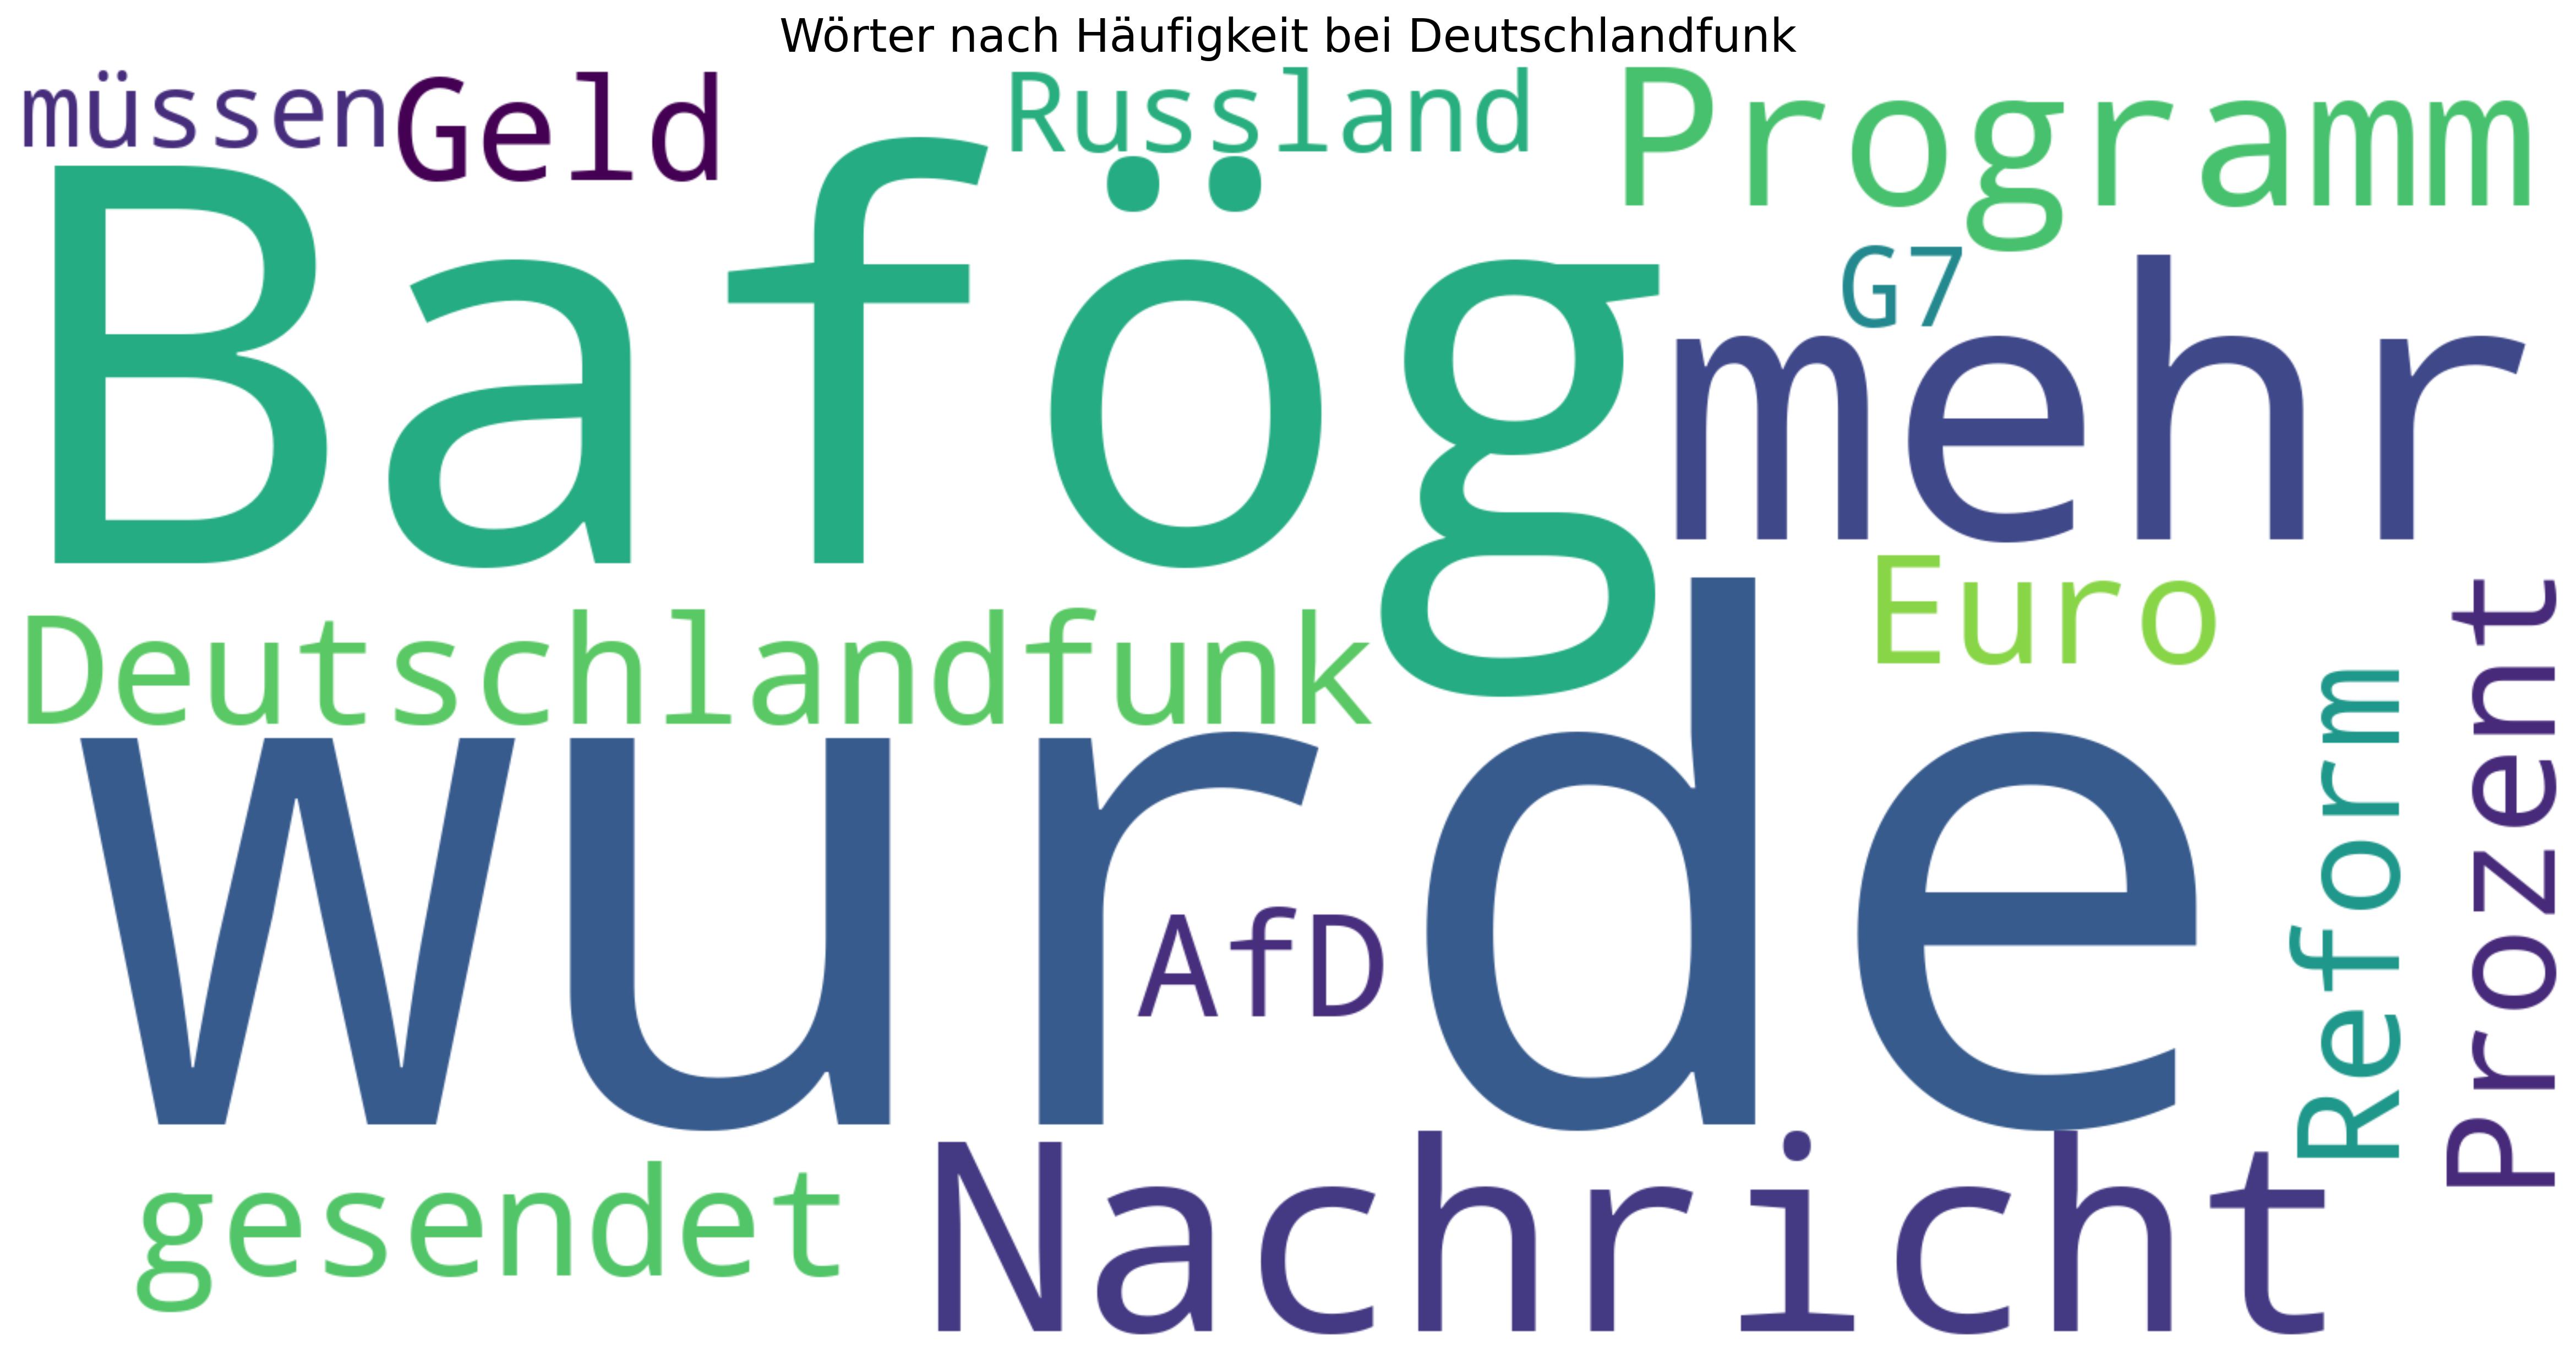 Wörter nach Häufigkeit bei Deutschlandfunk
müssen
Geld
Russland
Programm
Bafög
G7
mehr
Deutschlandfunk
Euro
wurde
AfD
Reform
Prozent
gesendet
Nachricht